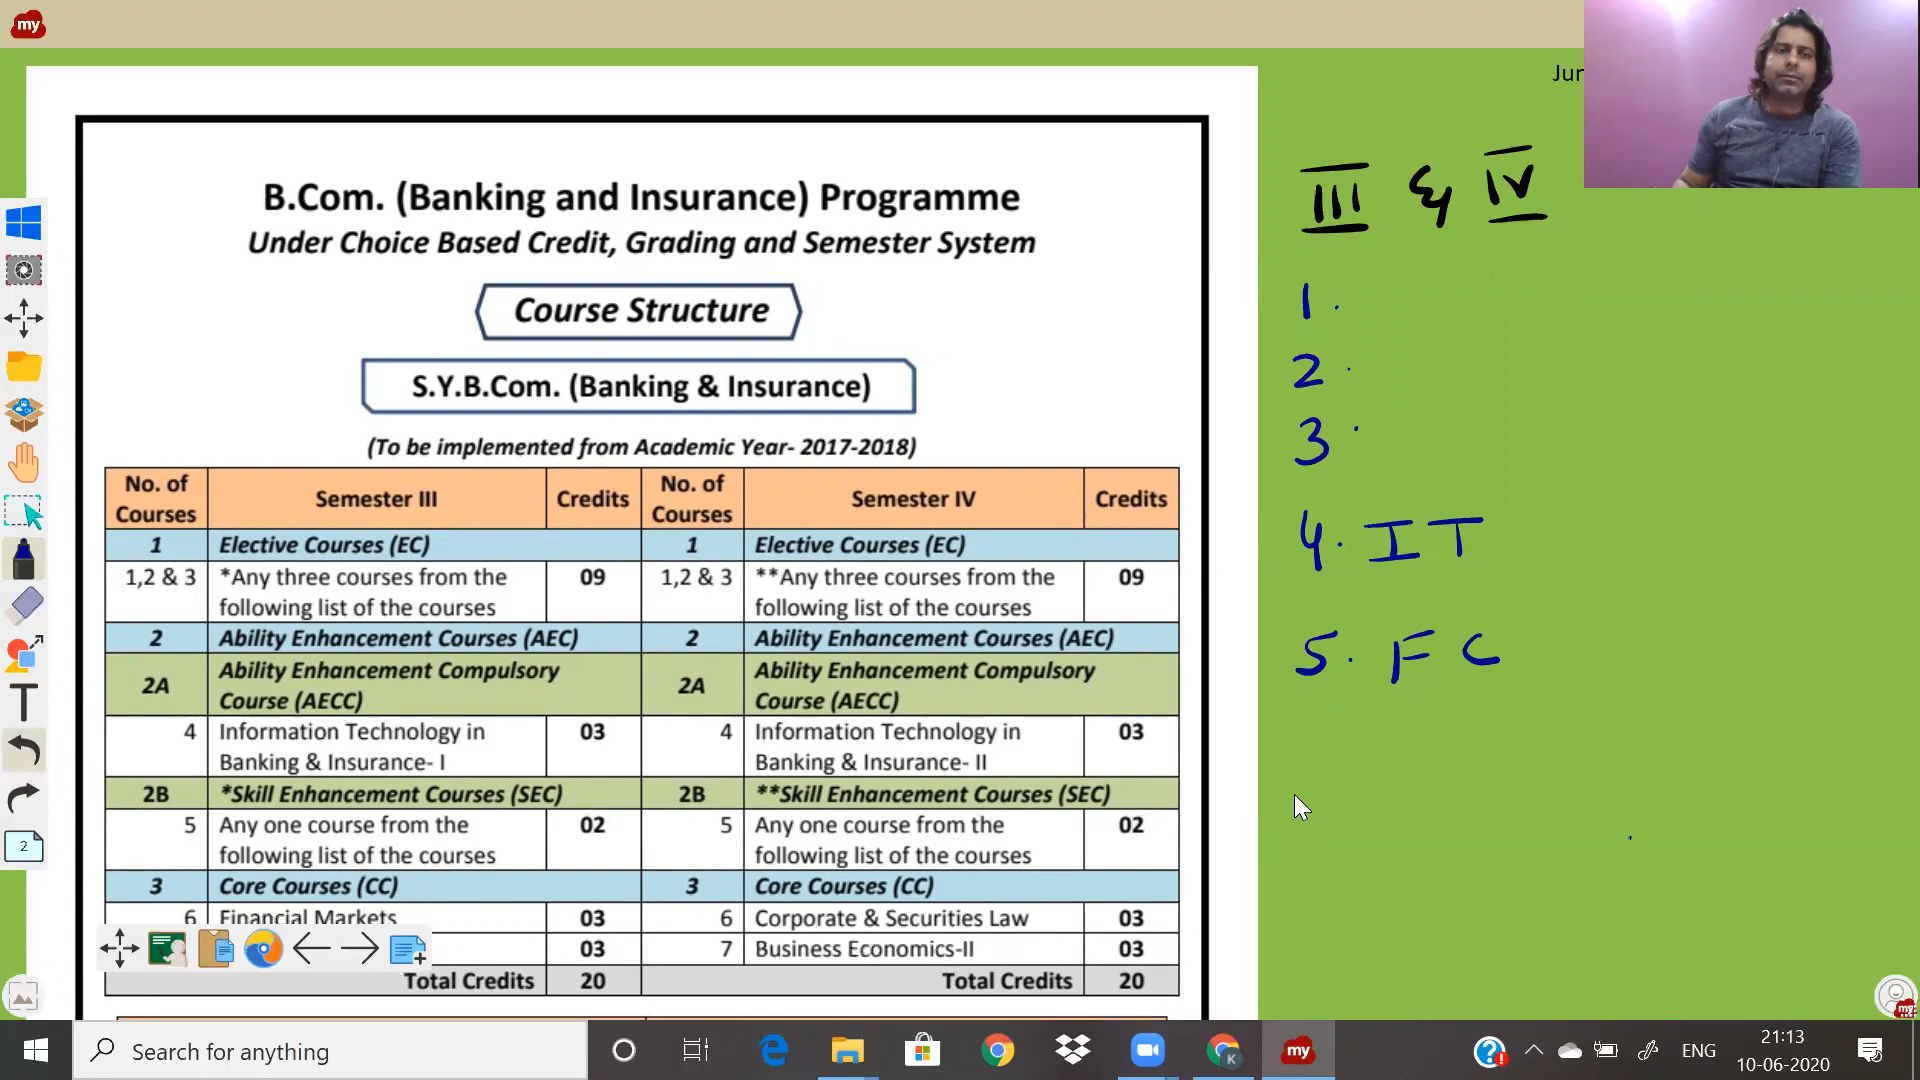 my
Jun
B.Com. (Banking and Insurance) Programme
Under Choice Based Credit, Grading and Semester System
Course Structure
S.Y.B.Com. (Banking & Insurance)
(To be implemented from Academic Year- 2017-2018)
No. of Courses Semester III Credits No. of Courses Semester IV Credits
1 Elective Courses (EC) 1 Elective Courses (EC)
1,2 & 3 *Any three courses from the 09 1,2 & 3 **Any three courses from the 09
following list of the courses following list of the courses
2 Ability Enhancement Courses (AEC) 2 Ability Enhancement Courses (AEC)
2A Ability Enhancement Compulsory 2A Ability Enhancement Compulsory
Course (AECC) Course (AECC)
4 Information Technology in 03 4 Information Technology in 03
Banking & Insurance- I Banking & Insurance- II
2B *Skill Enhancement Courses (SEC) 2B **Skill Enhancement Courses (SEC)
5 Any one course from the 02 5 Any one course from the 02
following list of the courses following list of the courses
3 Core Courses (CC) 3 Core Courses (CC)
6 Financial Markets 03 6 Corporate & Securities Law 03
03 7 Business Economics-II 03
Total Credits 20 Total Credits 20
III & IV
1.
2.
3.
4. IT
5. FC
T
2
my
Search for anything
K
my
ENG
21:13
10-06-2020